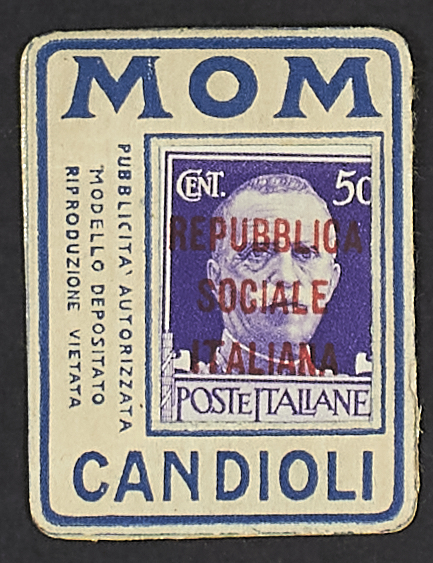 MOM
PUBBLICITA' AUTORIZZATA
MODELLO DEPOSITATO
RIPRODUZIONE VIETATA
CENT. 50
REPUBBLICA
SOCIALE
ITALIANA
POSTE ITALIANE
CANDIOLI